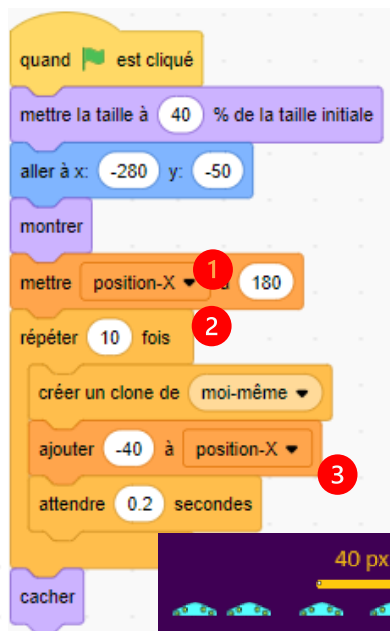 quand est cliqué
mettre la taille à 40 % de la taille initiale
aller à x: -280 y: -50
montrer
mettre position-X 1 180
répéter 10 fois 2
créer un clone de moi-même
ajouter -40 à position-X
3
attendre 0.2 secondes
40 px
cacher